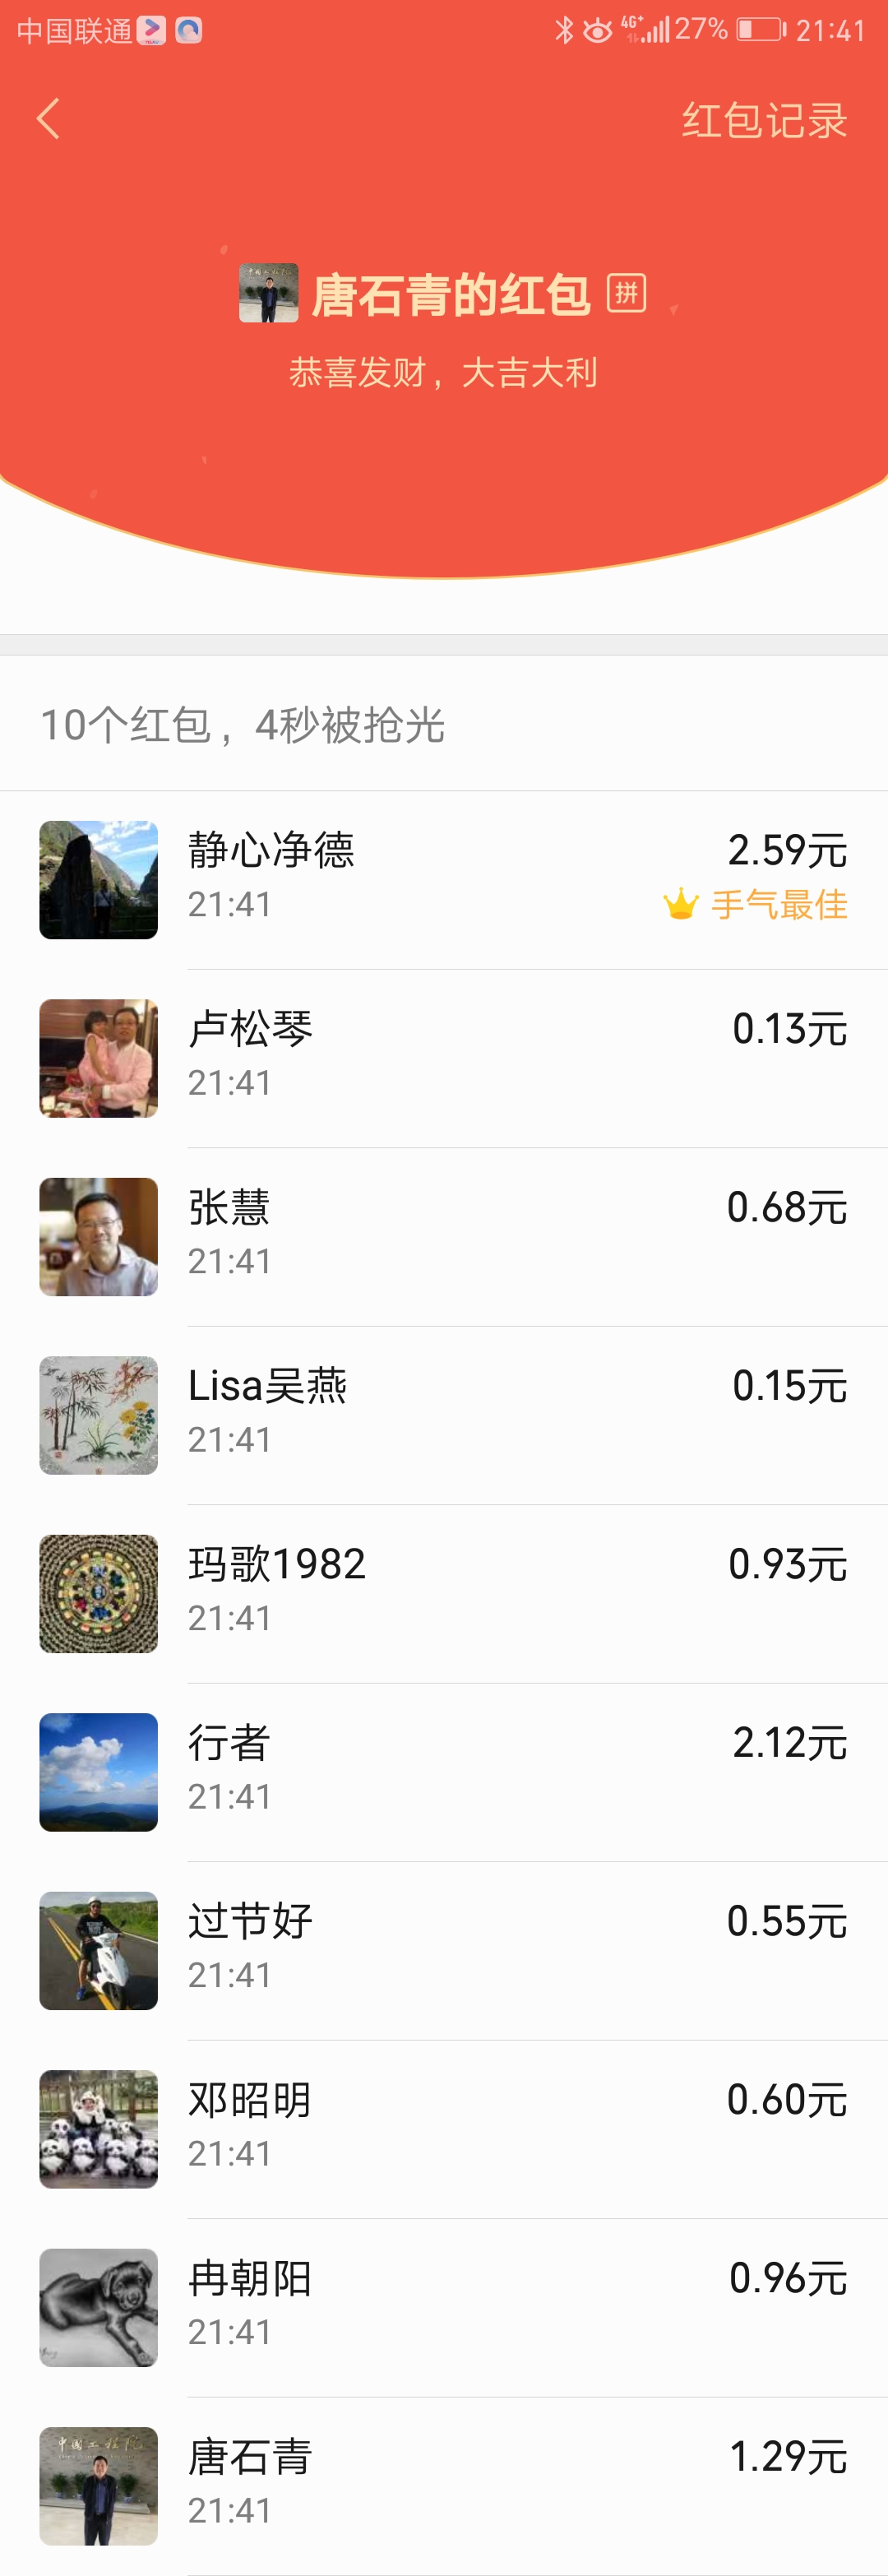 中国联通
4G+ 27% 21:41
红包记录
唐石青的红包 拼
恭喜发财，大吉大利
10个红包，4秒被抢光
静心净德 2.59元
21:41 手气最佳
卢松琴 0.13元
21:41
张慧 0.68元
21:41
Lisa吴燕 0.15元
21:41
玛歌1982 0.93元
21:41
行者 2.12元
21:41
过节好 0.55元
21:41
邓昭明 0.60元
21:41
冉朝阳 0.96元
21:41
唐石青 1.29元
中国工程院
21:41